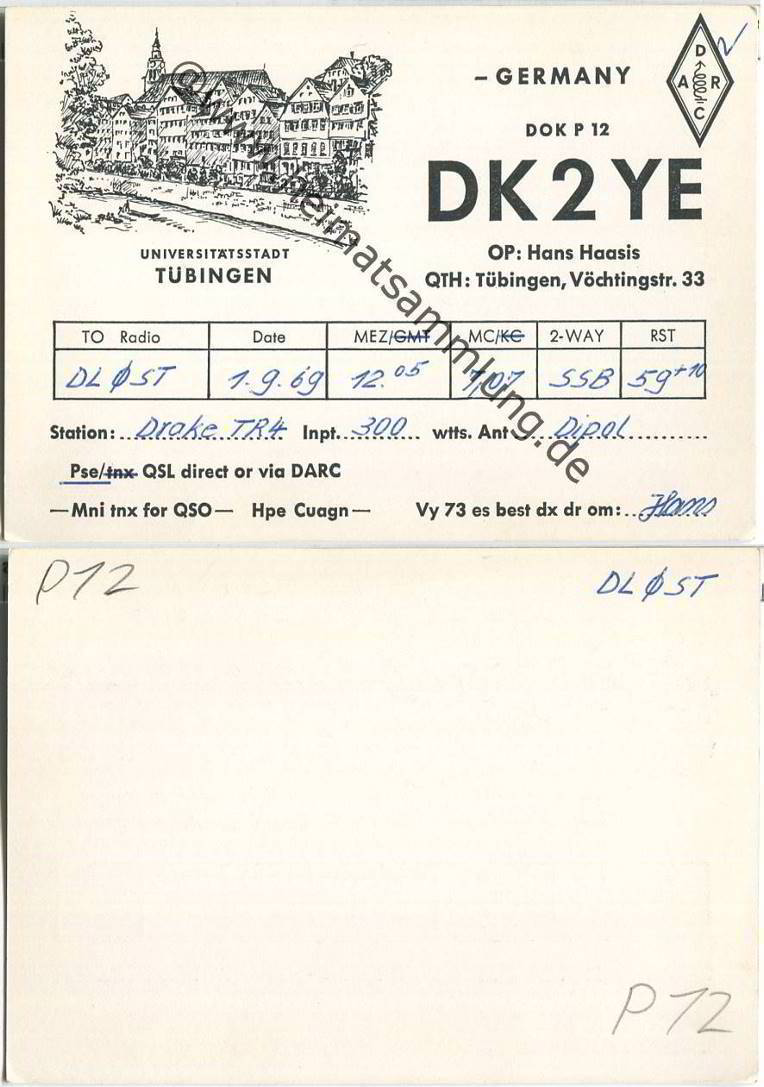 - GERMANY
D
A R
C
DOK P 12
DK2YE
OP: Hans Haasis
QTH: Tübingen, Vöchtingstr. 33
UNIVERSITÄTSSTADT
TÜBINGEN
TO Radio Date MEZ/GMT MC/KC 2-WAY RST
DLØST 1.9.69 12.05 7,07 SSB 59+10
Station: Drake TR4 Inpt. 300 wtts. Ant Dipol
Pse/tnx QSL direct or via DARC
—Mni tnx for QSO— Hpe Cuagn— Vy 73 es best dx dr om: Hans
©www.heimatsammlung.de
P12 DLØST
P12